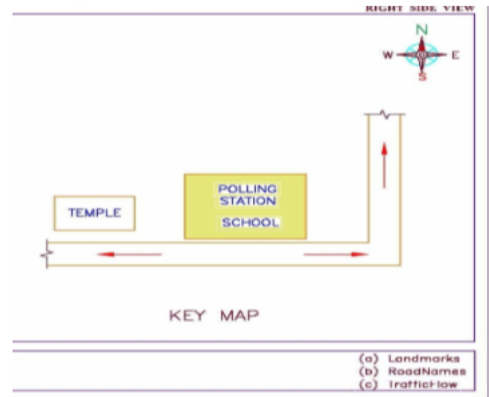 RIGHT SIDE VIEW
N
W E
S
POLLING
STATION
TEMPLE
SCHOOL
KEY MAP
(a) Landmarks
(b) RoadNames
(c) Trafficflow